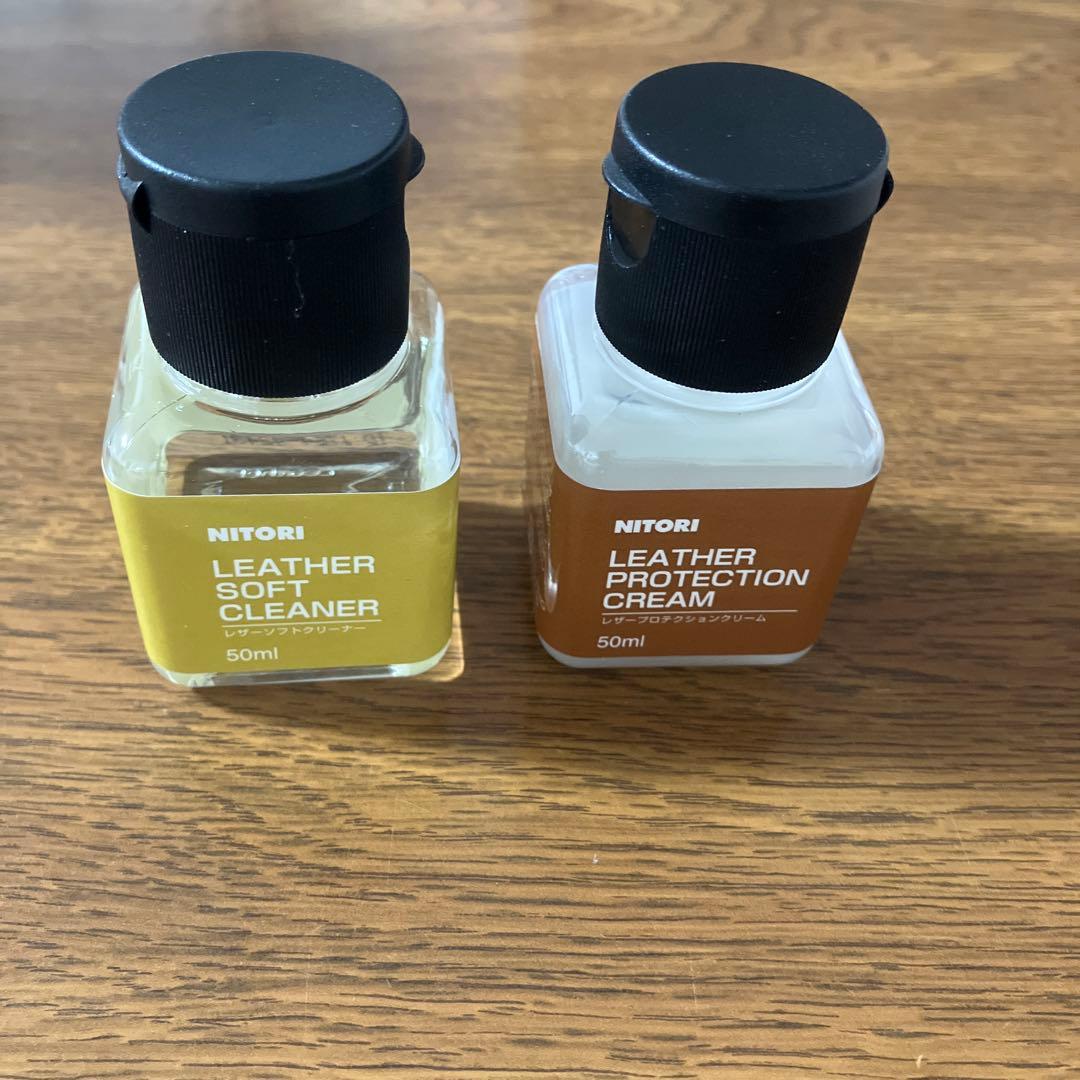 NITORI
LEATHER
SOFT
CLEANER
レザーソフトクリーナー
50ml
NITORI
LEATHER
PROTECTION
CREAM
レザープロテクションクリーム
50ml